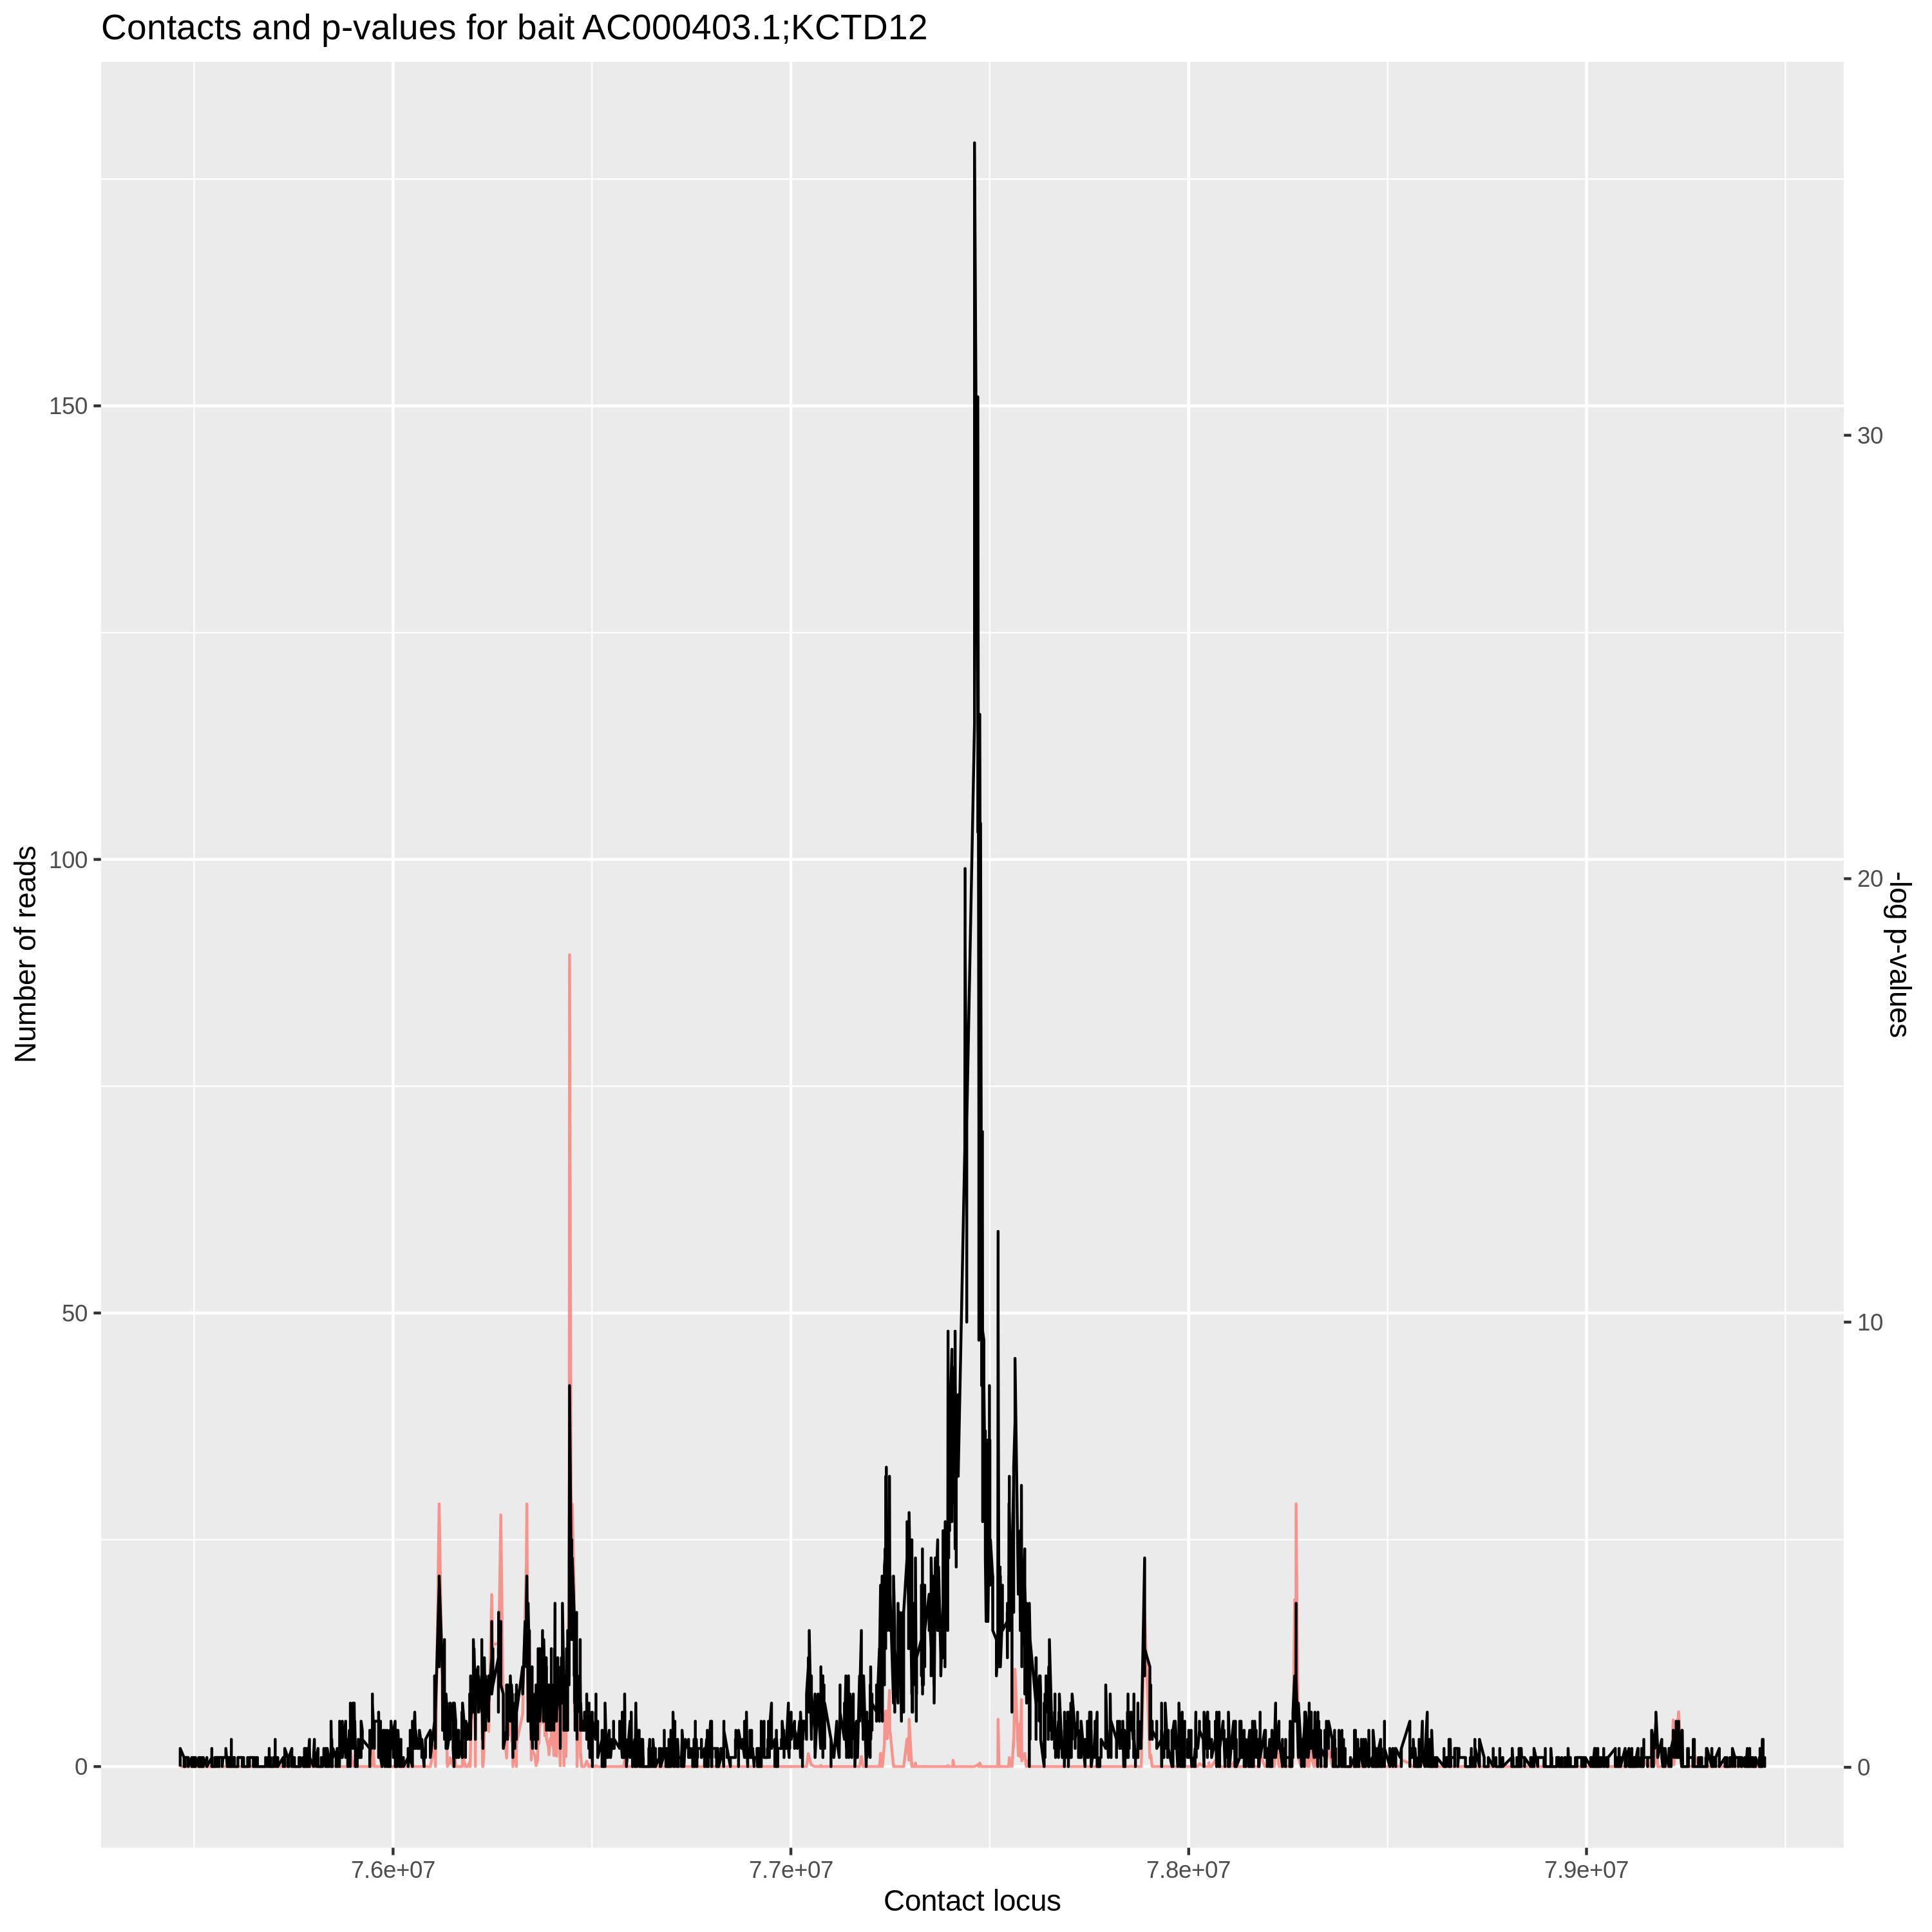 Contacts and p-values for bait AC000403.1;KCTD12
150
100
50
0
Number of reads
30
20
10
0
-log p-values
7.6e+07
7.7e+07
7.8e+07
7.9e+07
Contact locus